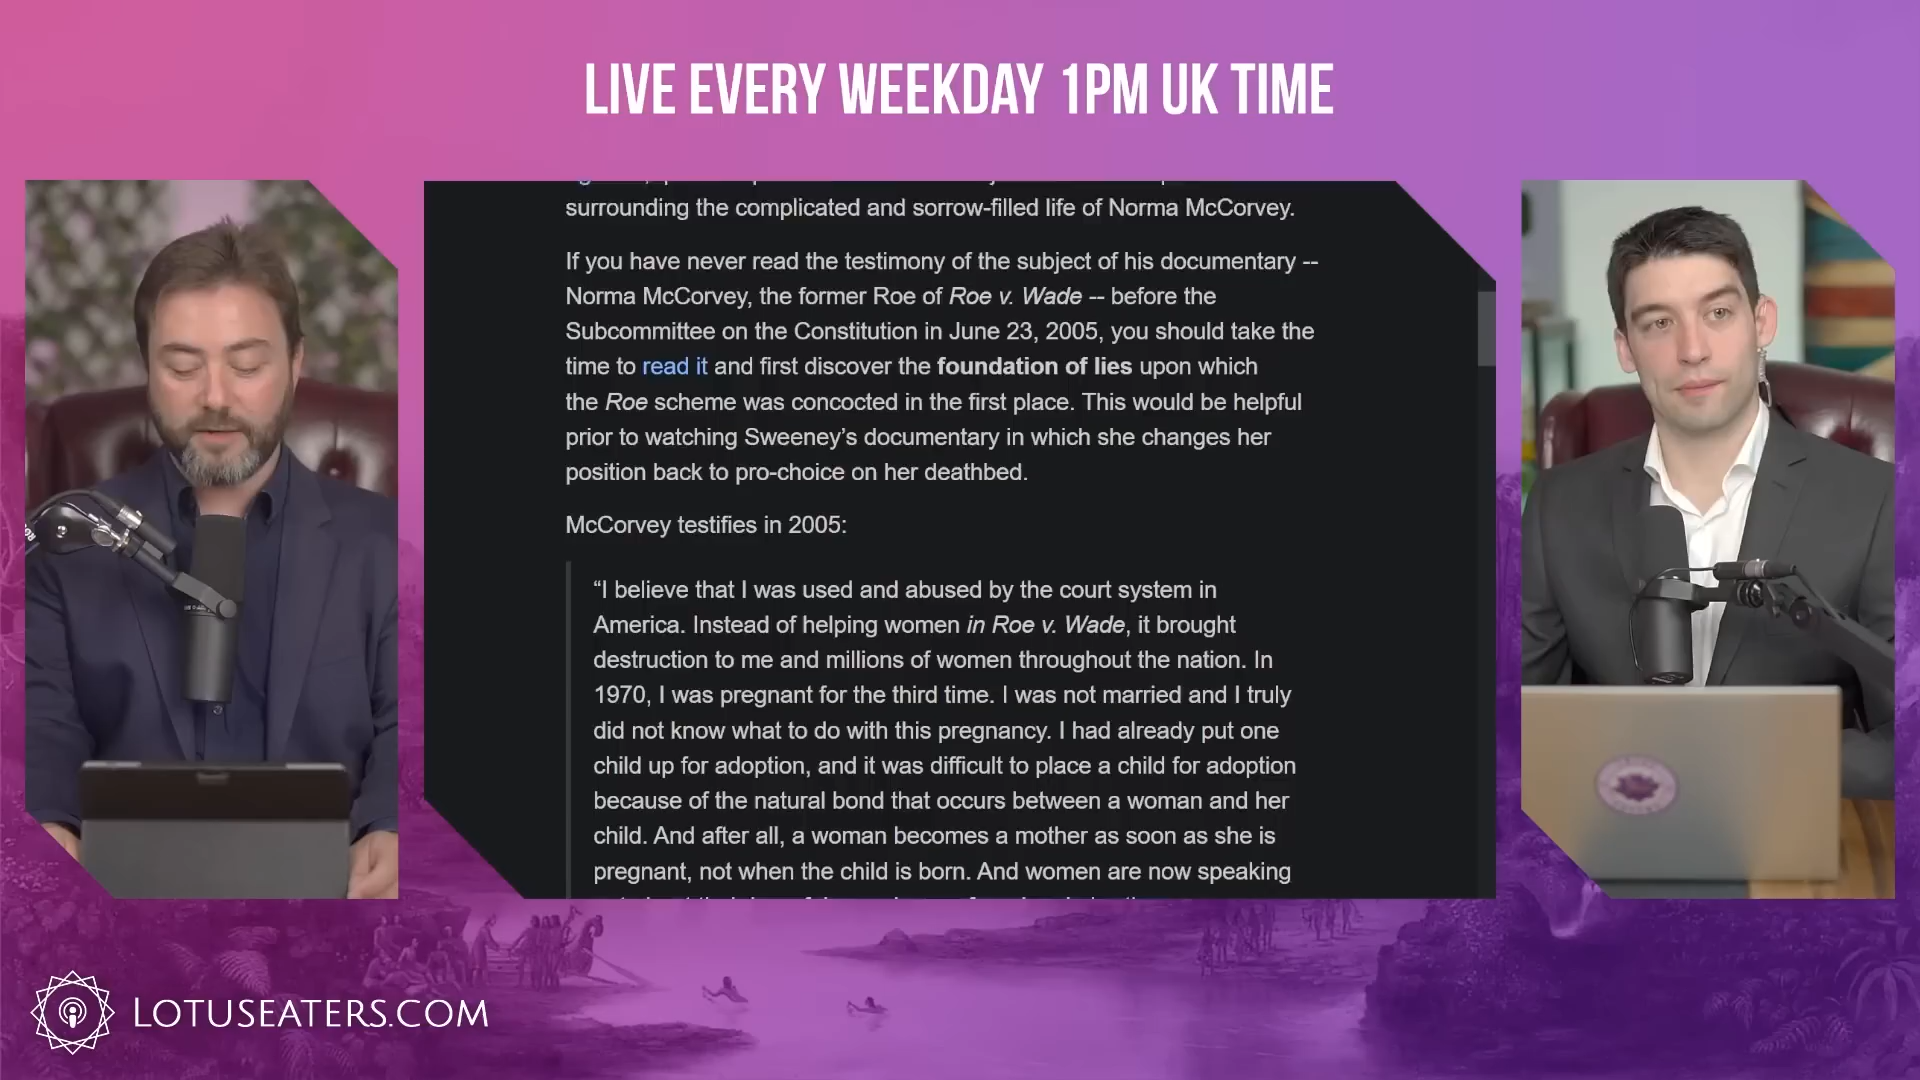 LIVE EVERY WEEKDAY 1PM UK TIME
surrounding the complicated and sorrow-filled life of Norma McCorvey.
If you have never read the testimony of the subject of his documentary --
Norma McCorvey, the former Roe of Roe v. Wade -- before the
Subcommittee on the Constitution in June 23, 2005, you should take the
time to read it and first discover the foundation of lies upon which
the Roe scheme was concocted in the first place. This would be helpful
prior to watching Sweeney’s documentary in which she changes her
position back to pro-choice on her deathbed.
McCorvey testifies in 2005:
“I believe that I was used and abused by the court system in
America. Instead of helping women in Roe v. Wade, it brought
destruction to me and millions of women throughout the nation. In
1970, I was pregnant for the third time. I was not married and I truly
did not know what to do with this pregnancy. I had already put one
child up for adoption, and it was difficult to place a child for adoption
because of the natural bond that occurs between a woman and her
child. And after all, a woman becomes a mother as soon as she is
pregnant, not when the child is born. And women are now speaking
LOTUSEATERS.COM